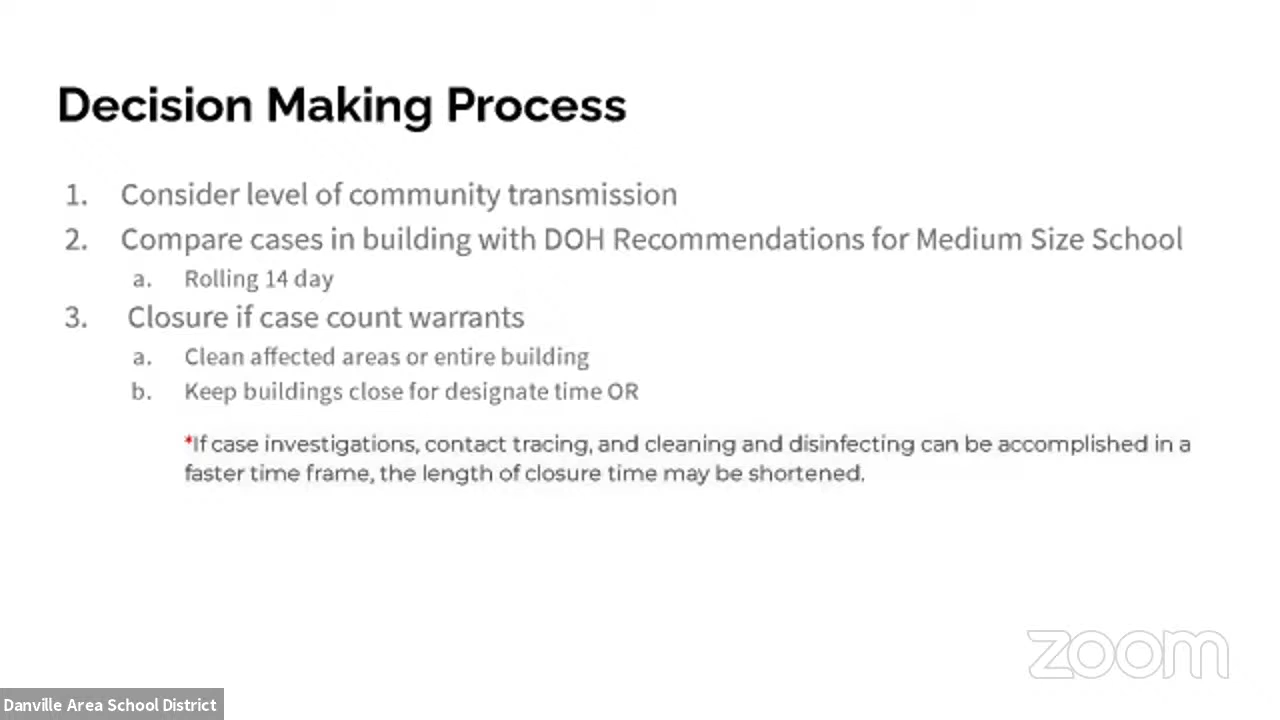 Decision Making Process
1. Consider level of community transmission
2. Compare cases in building with DOH Recommendations for Medium Size School
a. Rolling 14 day
3. Closure if case count warrants
a. Clean affected areas or entire building
b. Keep buildings close for designate time OR
*If case investigations, contact tracing, and cleaning and disinfecting can be accomplished in a
faster time frame, the length of closure time may be shortened.
zoom
Danville Area School District